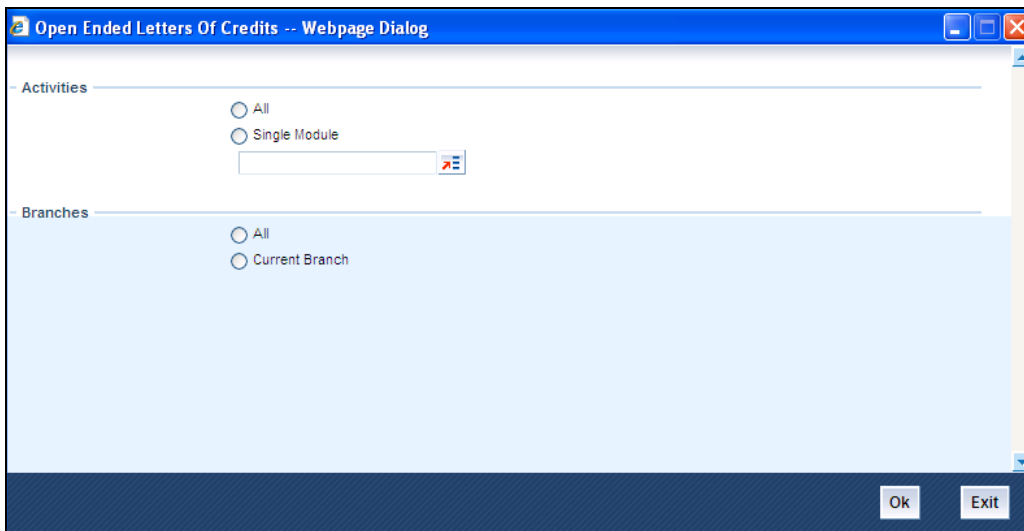 Open Ended Letters Of Credits -- Webpage Dialog
Activities
All
Single Module
Branches
All
Current Branch
Ok Exit